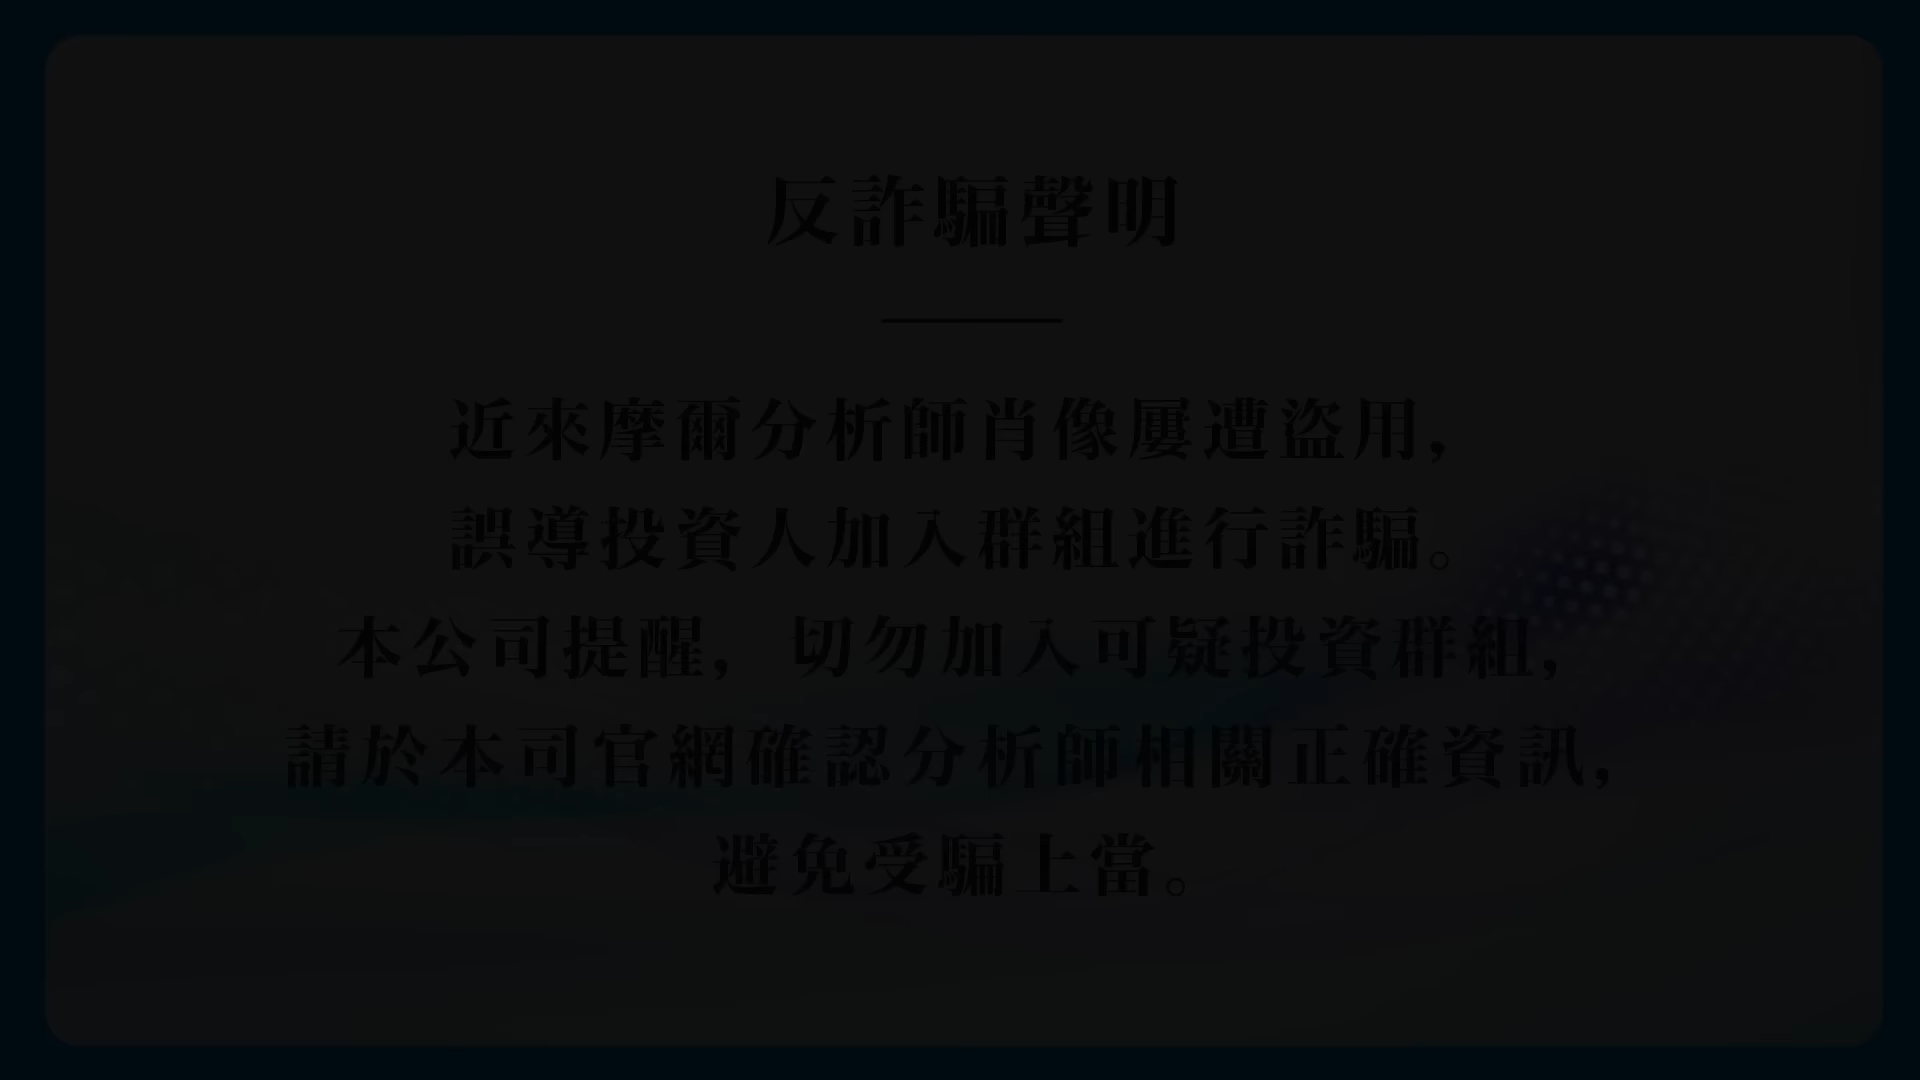 反詐騙聲明
近來摩爾分析師肖像屢遭盜用，
誤導投資人加入群組進行詐騙。
本公司提醒，切勿加入可疑投資群組，
請於本司官網確認分析師相關正確資訊，
避免受騙上當。